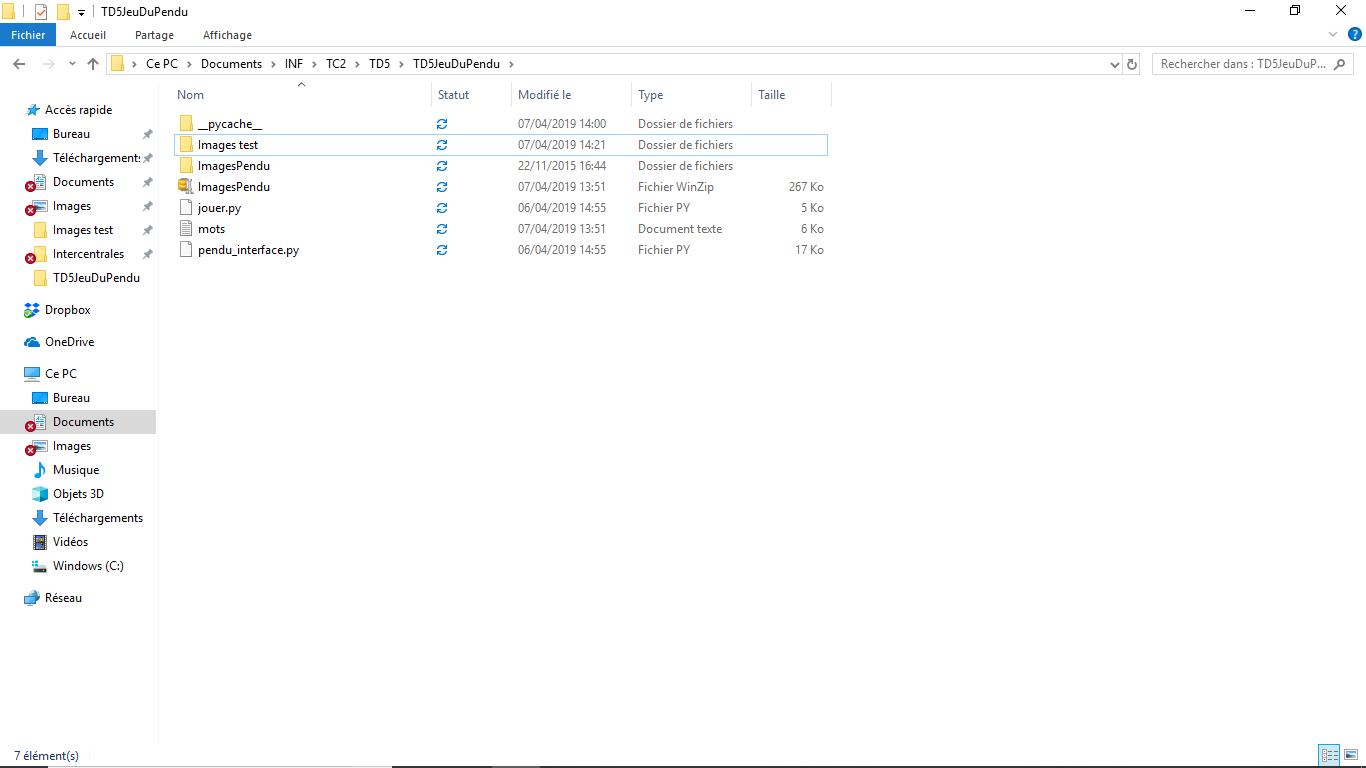 TD5JeuDuPendu
Fichier Accueil Partage Affichage
Ce PC Documents INF TC2 TD5 TD5JeuDuPendu Rechercher dans : TD5JeuDuP...
Nom Statut Modifié le Type Taille
__pycache__ 07/04/2019 14:00 Dossier de fichiers
Images test 07/04/2019 14:21 Dossier de fichiers
ImagesPendu 22/11/2015 16:44 Dossier de fichiers
ImagesPendu 07/04/2019 13:51 Fichier WinZip 267 Ko
jouer.py 06/04/2019 14:55 Fichier PY 5 Ko
mots 07/04/2019 13:51 Document texte 6 Ko
pendu_interface.py 06/04/2019 14:55 Fichier PY 17 Ko
Accès rapide
Bureau
Téléchargements
Documents
Images
Images test
Intercentrales
TD5JeuDuPendu
Dropbox
OneDrive
Ce PC
Bureau
Documents
Images
Musique
Objets 3D
Téléchargements
Vidéos
Windows (C:)
Réseau
7 élément(s)